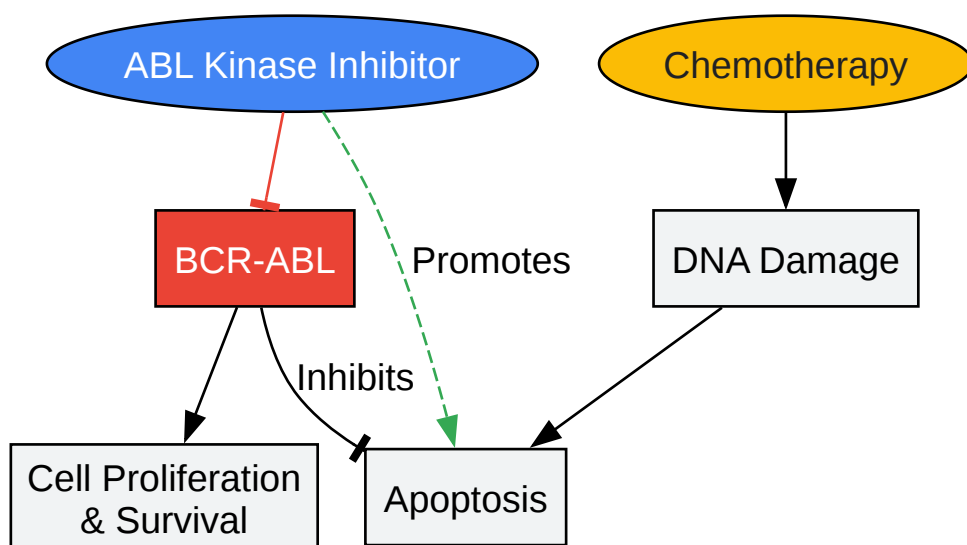 ABL Kinase Inhibitor
Chemotherapy
BCR-ABL
Promotes
DNA Damage
Inhibits
Cell Proliferation
& Survival
Apoptosis